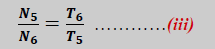 N₅/N₆ = T₆/T₅ …………(iii)